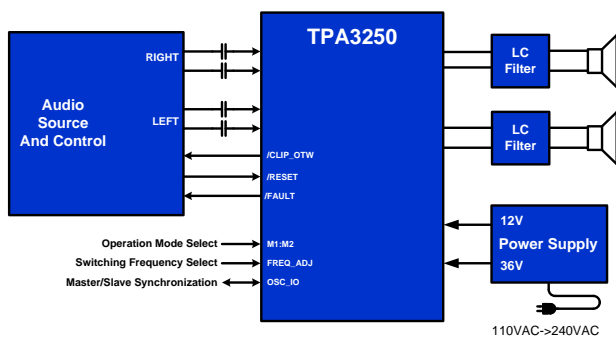 TPA3250
RIGHT
LEFT
Audio
Source
And Control
/CLIP_OTW
/RESET
/FAULT
Operation Mode Select
M1:M2
Switching Frequency Select
FREQ_ADJ
Master/Slave Synchronization
OSC_IO
LC
Filter
LC
Filter
12V
Power Supply
36V
110VAC->240VAC